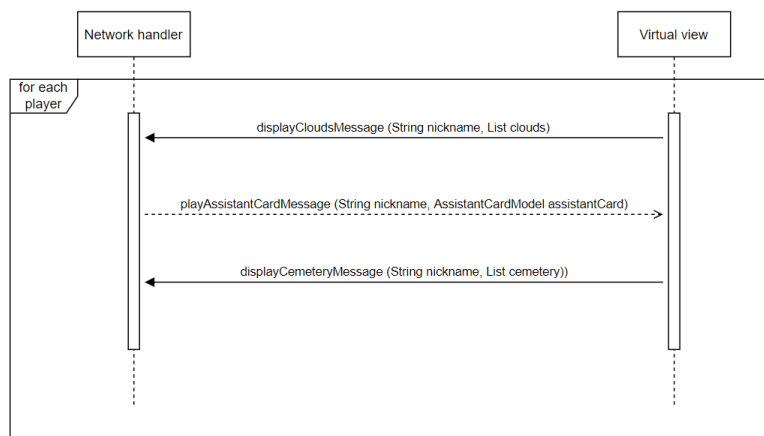 Network handler
Virtual view
for each
player
displayCloudsMessage (String nickname, List clouds)
playAssistantCardMessage (String nickname, AssistantCardModel assistantCard)
displayCemeteryMessage (String nickname, List cemetery))